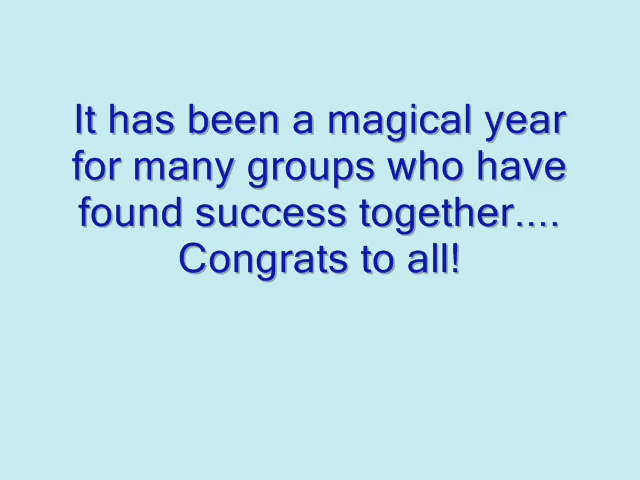 It has been a magical year
for many groups who have
found success together....
Congrats to all!